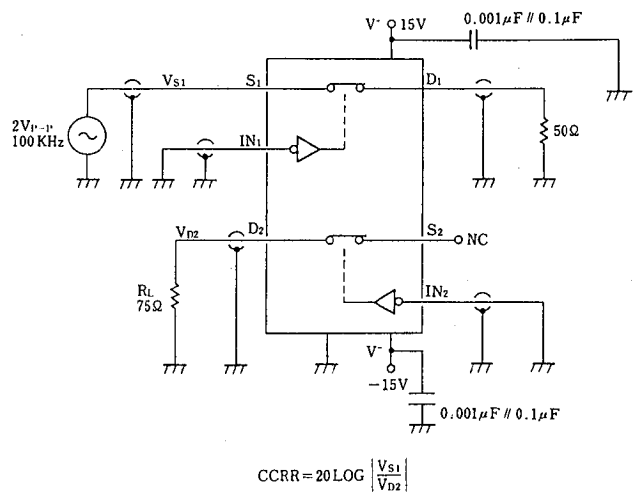 V⁻ 15V
0.001μF // 0.1μF
V_S1
S₁
D₁
2V_P-P
100 KHz
IN₁
50Ω
V_D2
D₂
S₂
NC
R_L
75Ω
IN₂
V⁻
−15V
0.001μF // 0.1μF
CCRR = 20 LOG |V_S1 / V_D2|